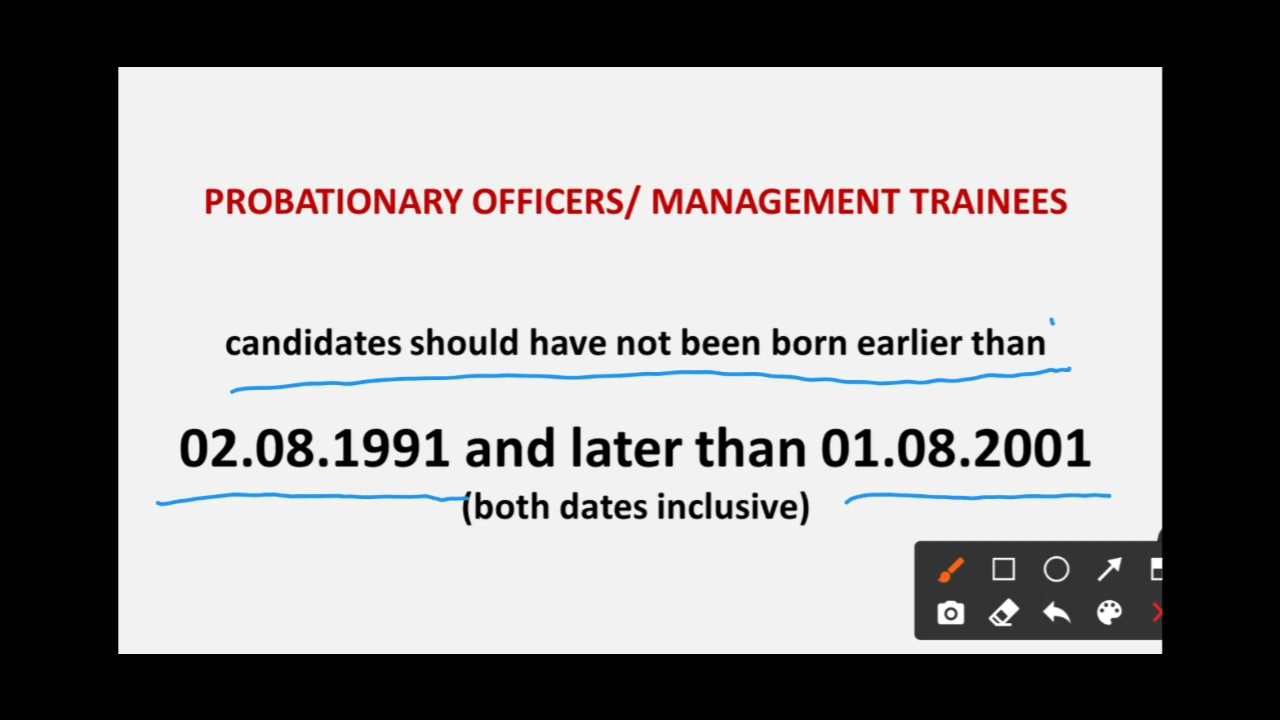 PROBATIONARY OFFICERS/ MANAGEMENT TRAINEES
candidates should have not been born earlier than
02.08.1991 and later than 01.08.2001
(both dates inclusive)